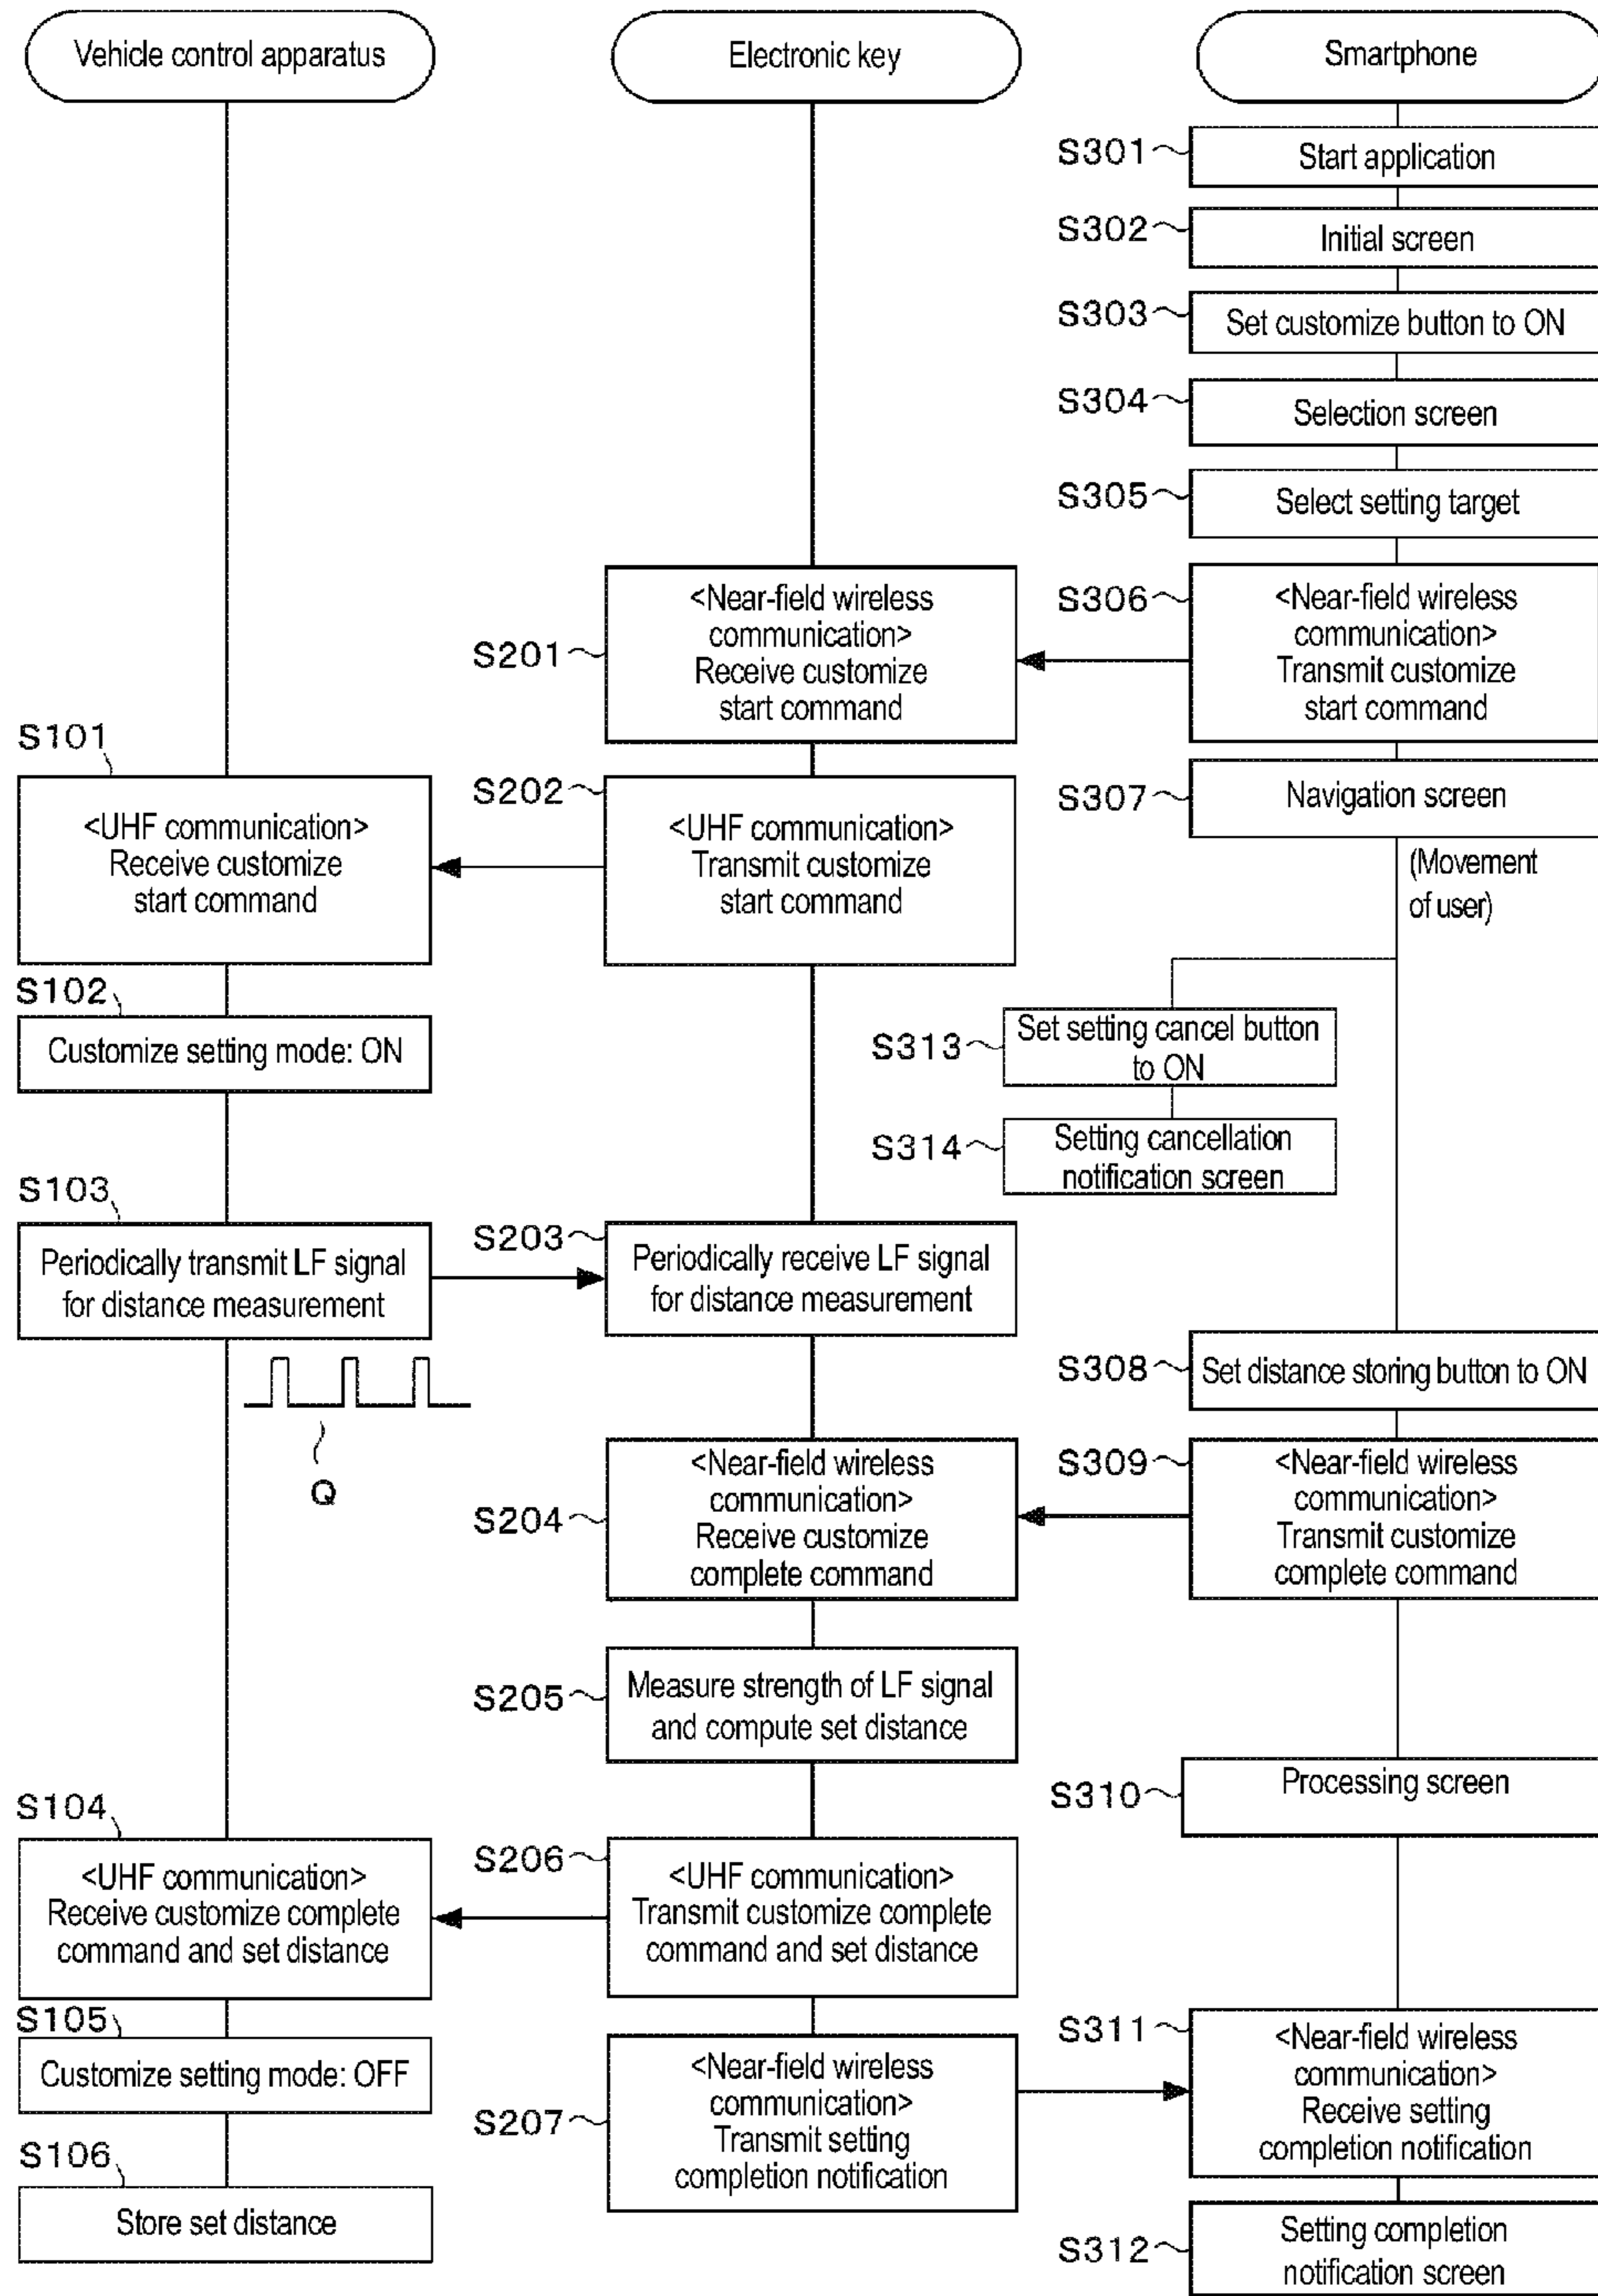 Vehicle control apparatus
Electronic key
Smartphone
S301
Start application
S302
Initial screen
S303
Set customize button to ON
S304
Selection screen
S305
Select setting target
S306
<Near-field wireless
communication>
Transmit customize
start command
S201
<Near-field wireless
communication>
Receive customize
start command
S101
<UHF communication>
Receive customize
start command
S202
<UHF communication>
Transmit customize
start command
S307
Navigation screen
(Movement
of user)
S102
Customize setting mode: ON
S313
Set setting cancel button
to ON
S314
Setting cancellation
notification screen
S103
Periodically transmit LF signal
for distance measurement
S203
Periodically receive LF signal
for distance measurement
Q
S308
Set distance storing button to ON
S309
<Near-field wireless
communication>
Transmit customize
complete command
S204
<Near-field wireless
communication>
Receive customize
complete command
S205
Measure strength of LF signal
and compute set distance
S310
Processing screen
S104
<UHF communication>
Receive customize complete
command and set distance
S206
<UHF communication>
Transmit customize complete
command and set distance
S105
Customize setting mode: OFF
S207
<Near-field wireless
communication>
Transmit setting
completion notification
S311
<Near-field wireless
communication>
Receive setting
completion notification
S106
Store set distance
S312
Setting completion
notification screen